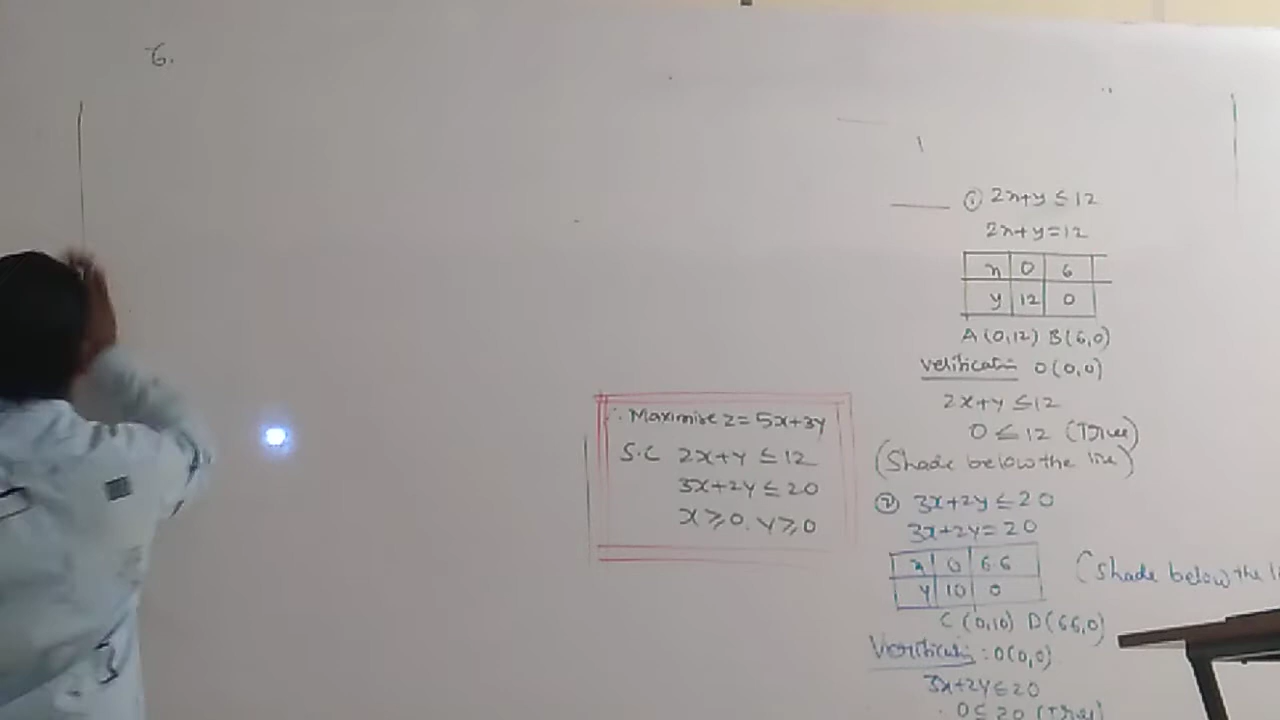 6.
∴ Maximise Z = 5x+3y
S.C 2x+y ≤ 12
3x+2y ≤ 20
x ≥ 0, y ≥ 0
① 2x+y ≤ 12
2x+y=12
x 0 6
y 12 0
A(0,12) B(6,0)
Verification O(0,0)
2x+y ≤ 12
0 ≤ 12 (True)
(Shade below the line)
② 3x+2y ≤ 20
3x+2y=20
x 0 6.6
y 10 0
(Shade below the li
C(0,10) D(6.6,0)
Verification: O(0,0)
3x+2y ≤ 20
0 ≤ 20 (True)